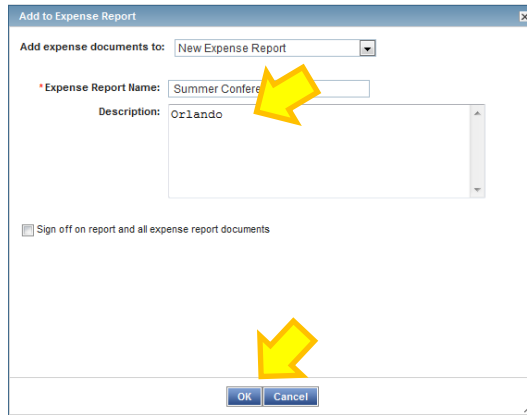 Add to Expense Report
Add expense documents to: New Expense Report
*Expense Report Name: Summer
Description: Orlando
Sign off on report and all expense report documents
OK Cancel